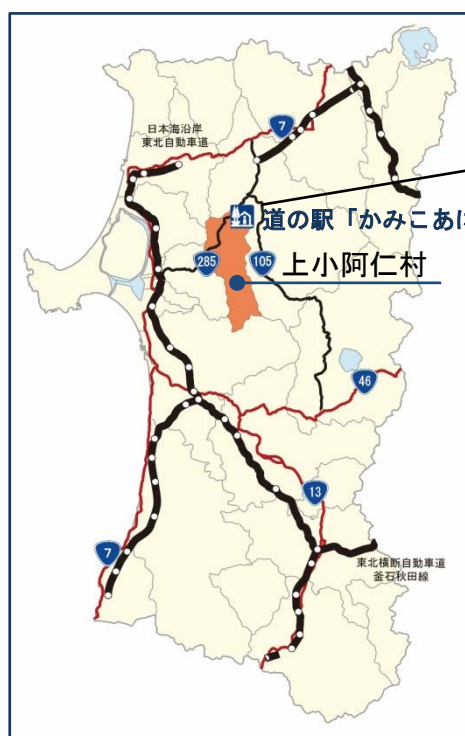 日本海沿岸
東北自動車道
7
道の駅「かみこあに
285
105
上小阿仁村
46
13
7
東北横断自動車道
釜石秋田線